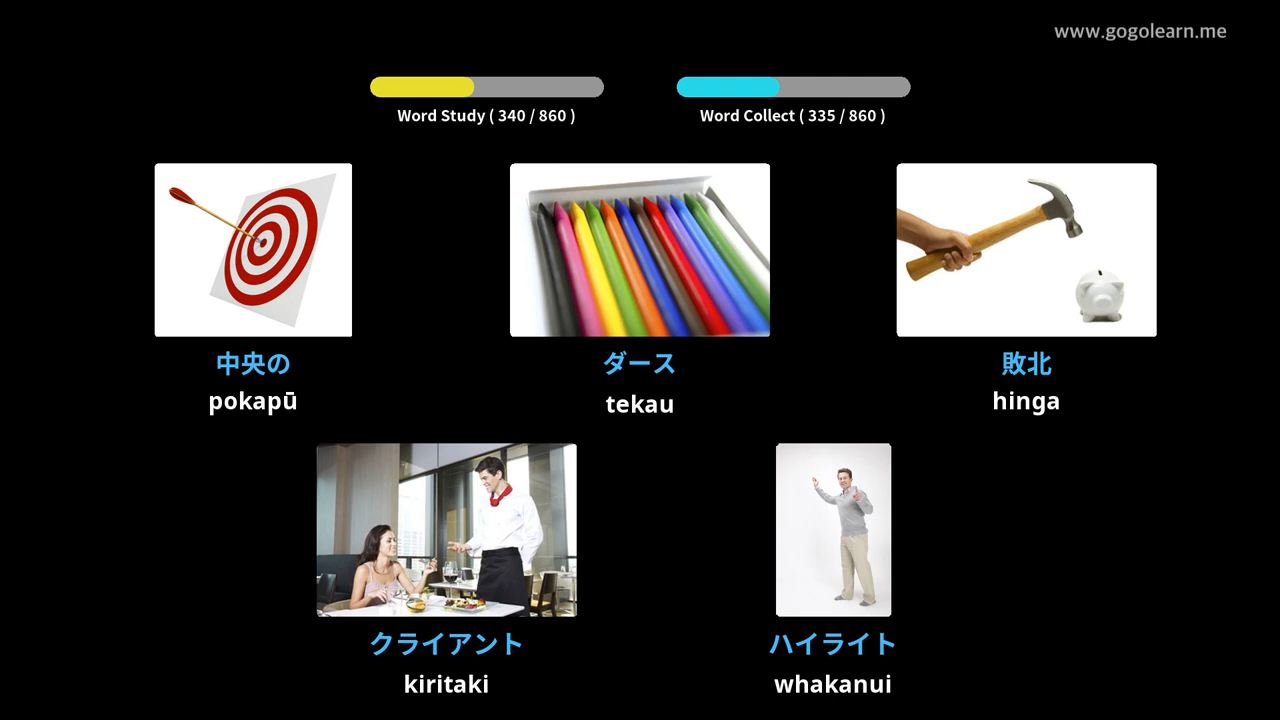 www.gogolearn.me
Word Study ( 340 / 860 )
Word Collect ( 335 / 860 )
中央の
pokapū
ダース
tekau
敗北
hinga
クライアント
kiritaki
ハイライト
whakanui